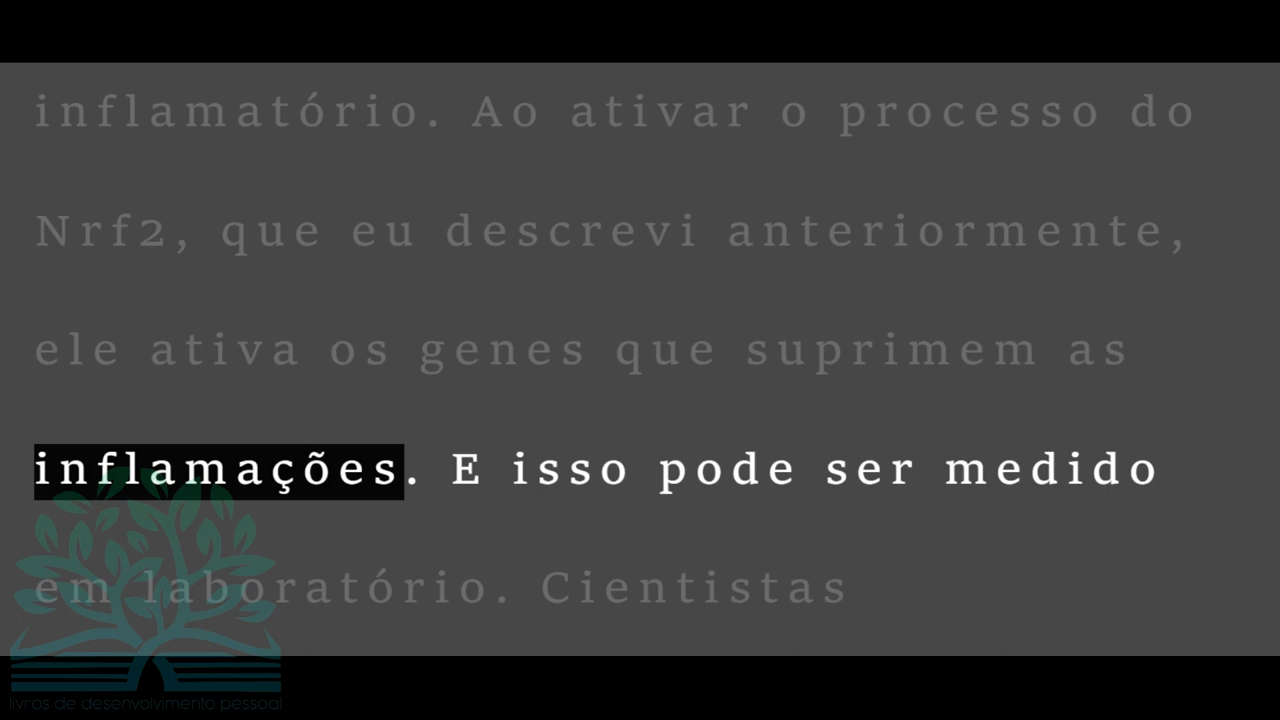 inflamatório. Ao ativar o processo do
Nrf2, que eu descrevi anteriormente,
ele ativa os genes que suprimem as
inflamações. E isso pode ser medido
em laboratório. Cientistas
livros de desenvolvimento pessoal